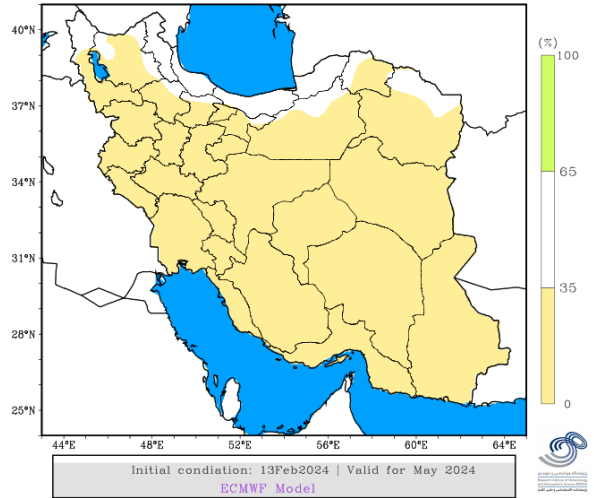 (%)
100
65
35
0
41°N
37°N
34°N
31°N
28°N
25°N
44°E
48°E
52°E
56°E
60°E
64°E
Initial condiation: 13Feb2024 | Valid for May 2024
ECMWF Model